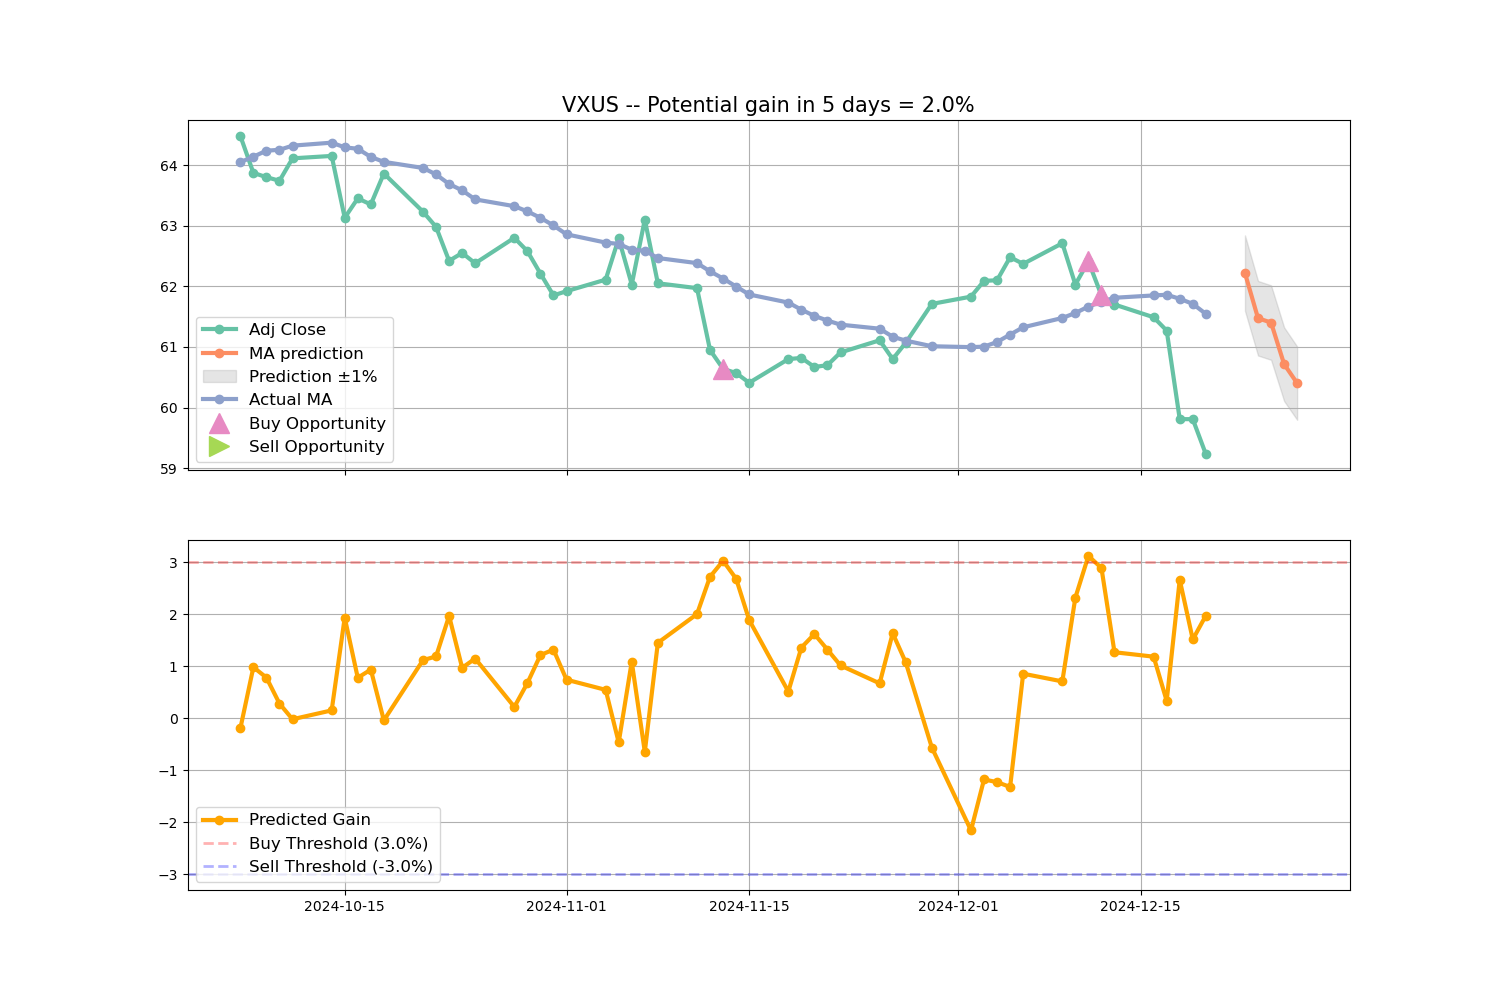 VXUS -- Potential gain in 5 days = 2.0%
64
63
62
61
60
59
Adj Close
MA prediction
Prediction ±1%
Actual MA
Buy Opportunity
Sell Opportunity
3
2
1
0
−1
−2
−3
Predicted Gain
Buy Threshold (3.0%)
Sell Threshold (-3.0%)
2024-10-15 2024-11-01 2024-11-15 2024-12-01 2024-12-15